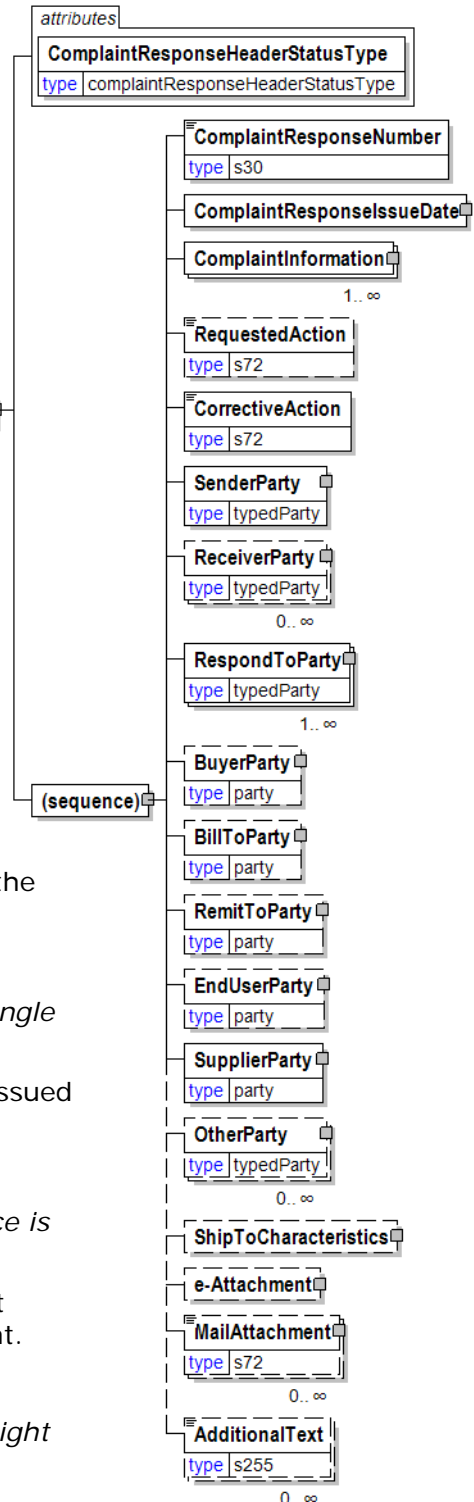 attributes
ComplaintResponseHeaderStatusType
type complaintResponseHeaderStatusType
ComplaintResponseNumber
type s30
ComplaintResponseIssueDate
ComplaintInformation
1.. ∞
RequestedAction
type s72
CorrectiveAction
type s72
SenderParty
type typedParty
ReceiverParty
type typedParty
0.. ∞
RespondToParty
type typedParty
1.. ∞
(sequence)
BuyerParty
type party
BillToParty
type party
RemitToParty
type party
EndUserParty
type party
SupplierParty
type party
OtherParty
type typedParty
0.. ∞
ShipToCharacteristics
e-Attachment
MailAttachment
type s72
0.. ∞
AdditionalText
type s255
0.. ∞
the
ngle
ssued
ce is
t
nt.
ight